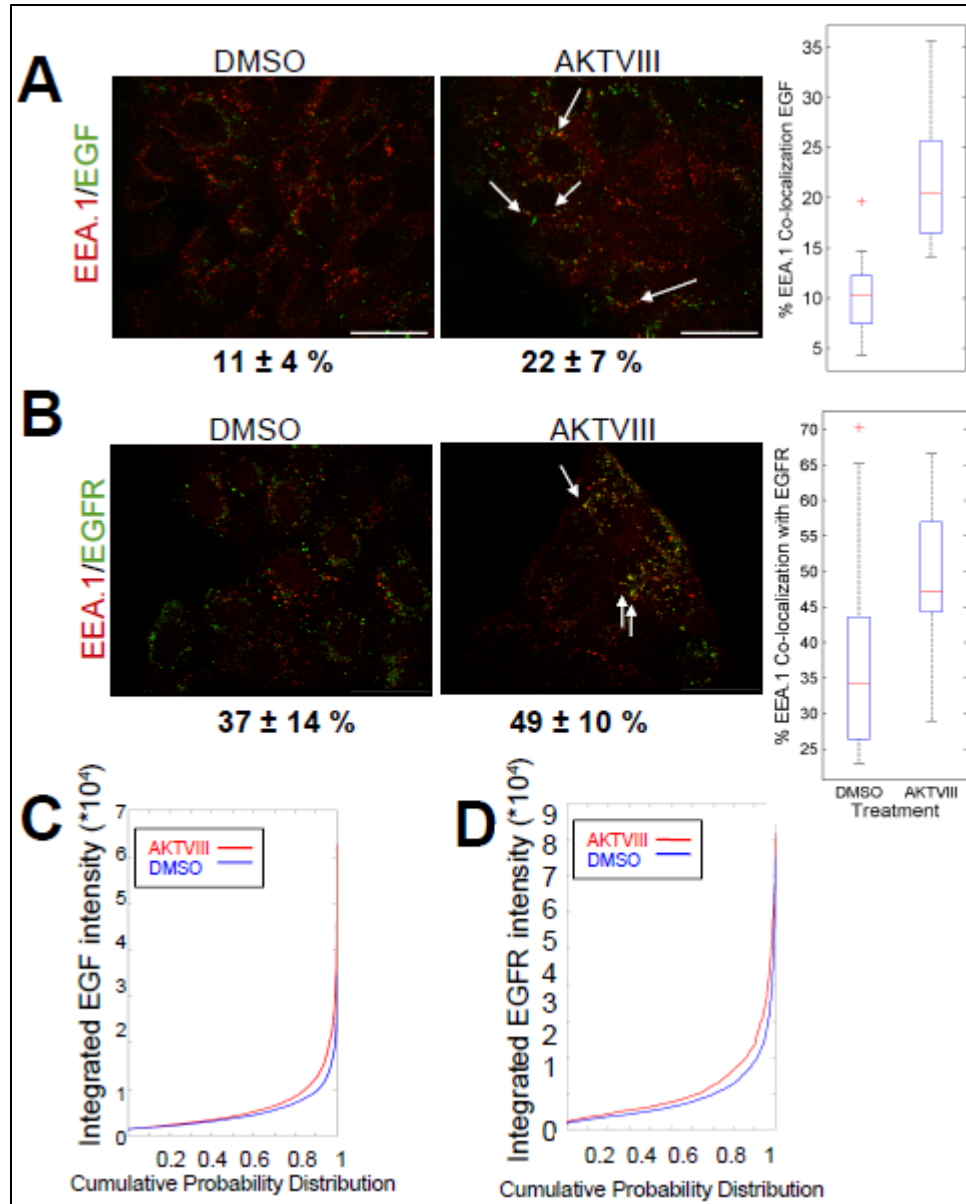 A
DMSO
AKTVIII
EEA.1/EGF
11 ± 4 %
22 ± 7 %
% EEA.1 Co-localization EGF
35
30
25
20
15
10
5
B
DMSO
AKTVIII
EEA.1/EGFR
37 ± 14 %
49 ± 10 %
% EEA.1 Co-localization with EGFR
70
65
60
55
50
45
40
35
30
25
DMSO AKTVIII
Treatment
C
Integrated EGF intensity (*10⁴)
7
6
5
4
3
2
1
0
AKTVIII
DMSO
0.2 0.4 0.6 0.8 1
Cumulative Probability Distribution
D
Integrated EGFR intensity (*10⁴)
9
8
7
6
5
4
3
2
1
0
AKTVIII
DMSO
0.2 0.4 0.6 0.8 1
Cumulative Probability Distribution